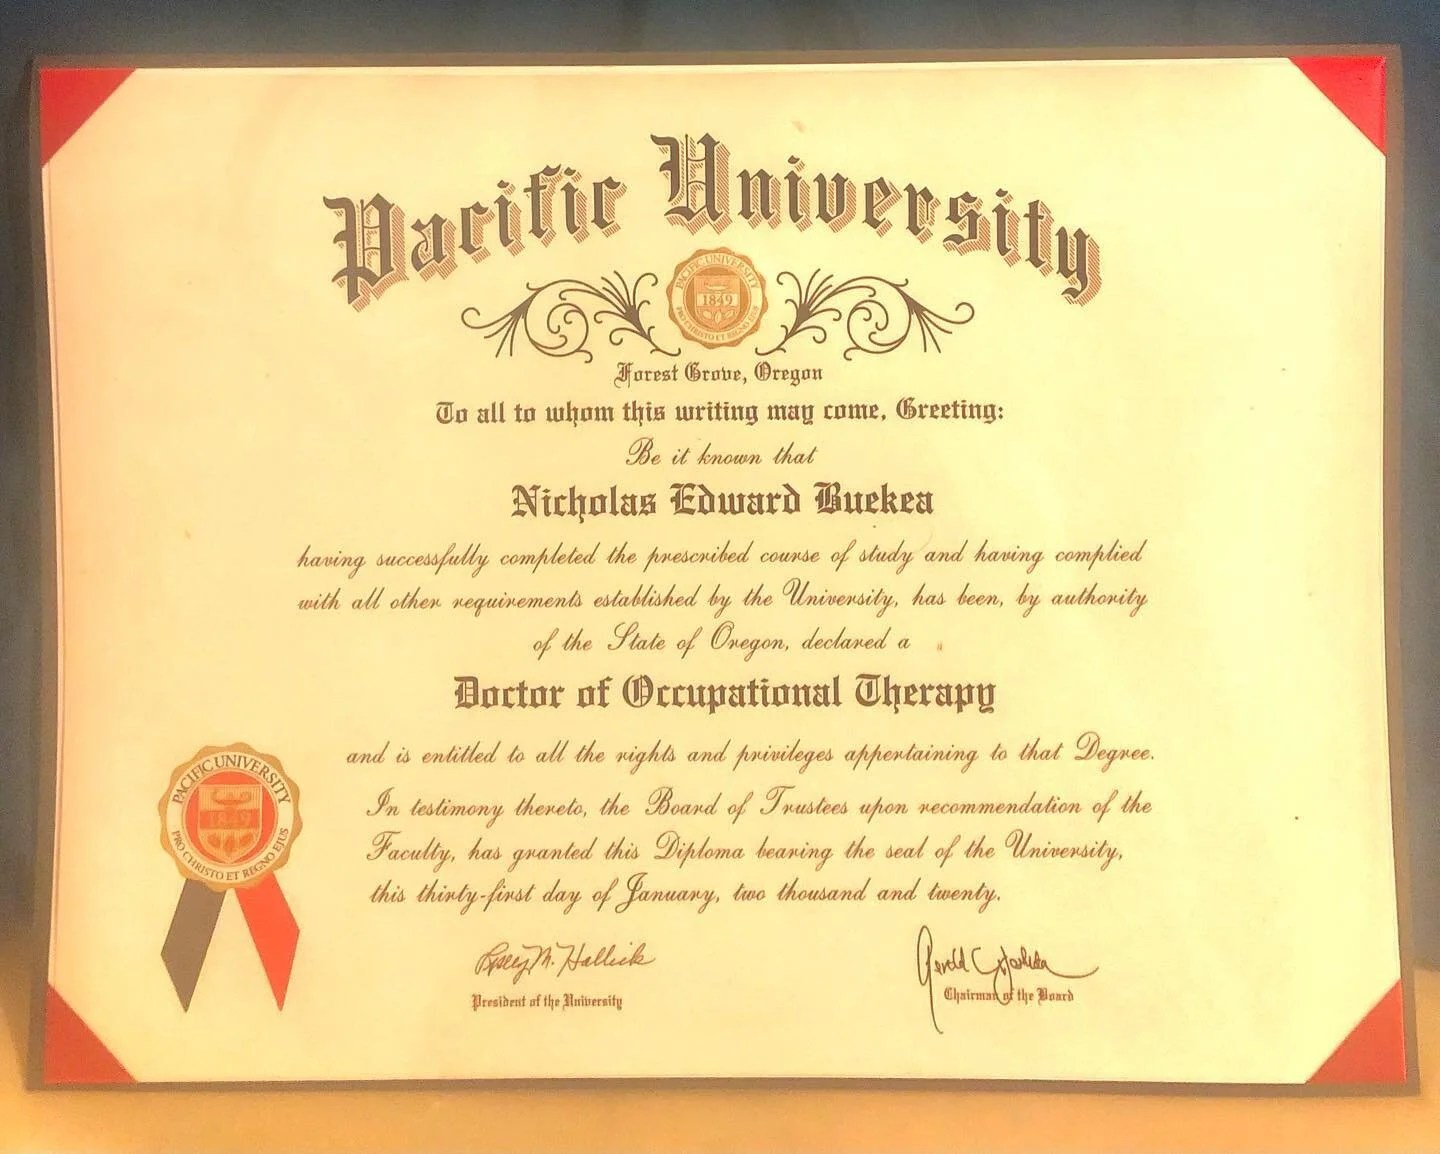 Pacific University
PACIFIC UNIVERSITY
1849
PRO CHRISTO ET REGNO EJUS
Forest Grove, Oregon
To all to whom this writing may come, Greeting:
Be it known that
Nicholas Edward Buekea
having successfully completed the prescribed course of study and having complied
with all other requirements established by the University, has been, by authority
of the State of Oregon, declared a
Doctor of Occupational Therapy
and is entitled to all the rights and privileges appertaining to that Degree.
In testimony thereto, the Board of Trustees upon recommendation of the
Faculty, has granted this Diploma bearing the seal of the University,
this thirty-first day of January, two thousand and twenty.
PACIFIC UNIVERSITY
1849
PRO CHRISTO ET REGNO EJUS
M. Hallick
President of the University
Chairman of the Board